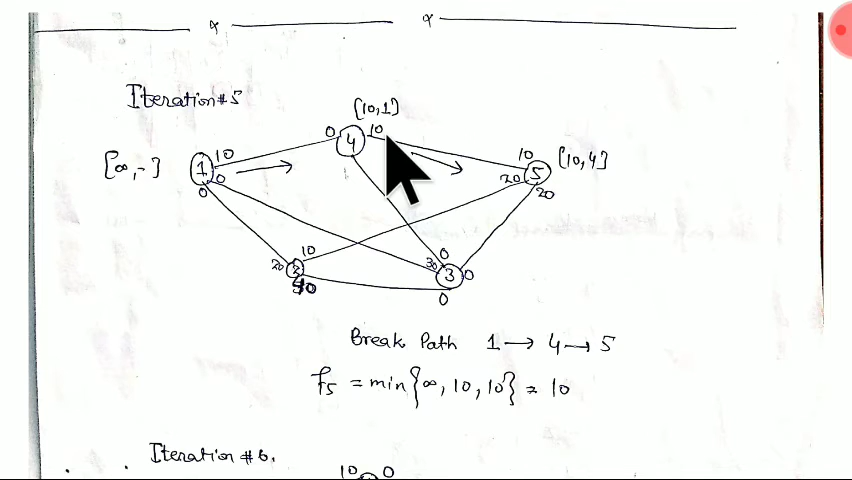 Iteration #5
[10,1]
0 4 10
[∞,-] 1 10 10 5 [10,4]
0 20
0 20
10 0
20 2 30 3 0
40 0
Break Path 1 → 4 → 5
f5 = min{∞, 10, 10} = 10
Iteration #6.
10 0